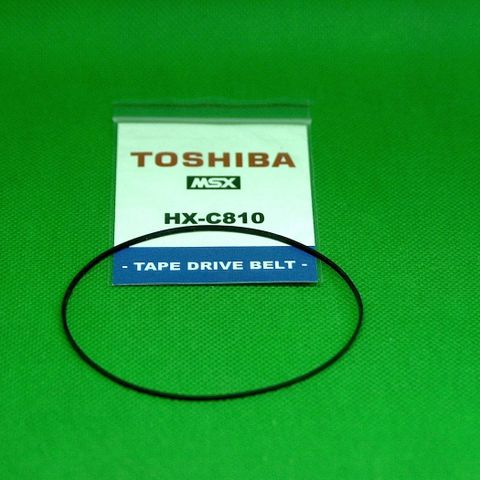 TOSHIBA
MSX
HX-C810
- TAPE DRIVE BELT -